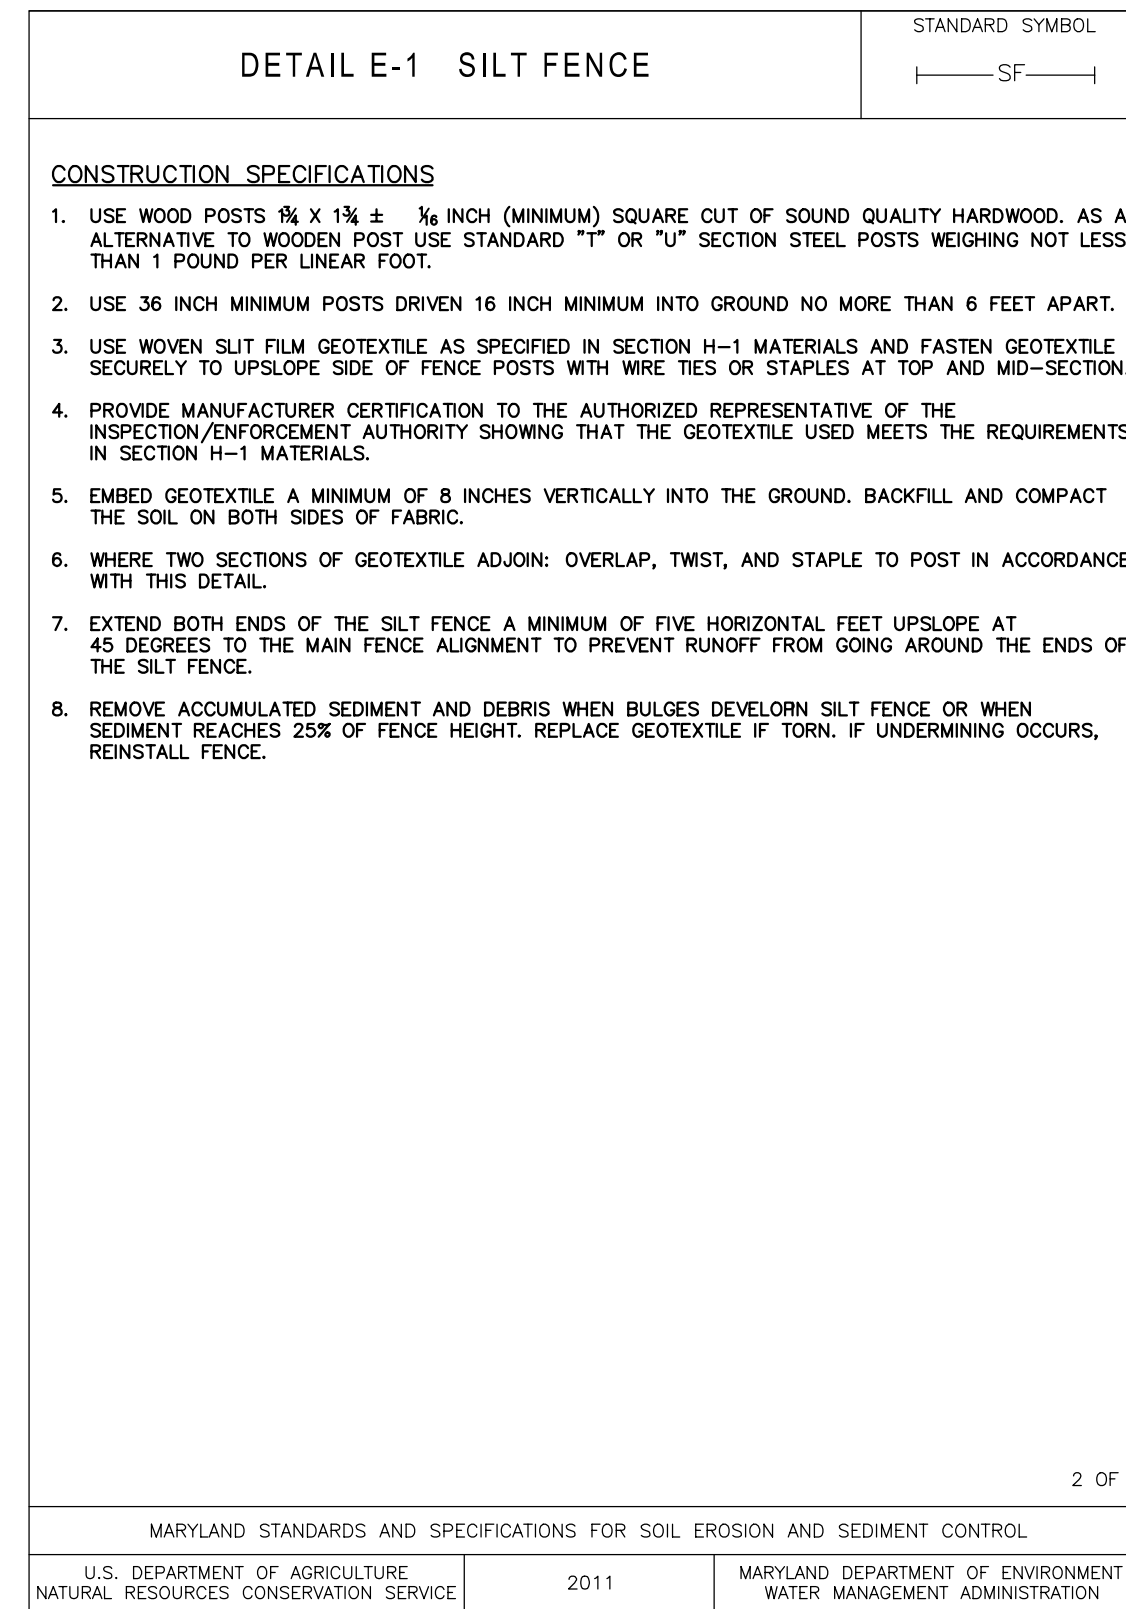 DETAIL E-1 SILT FENCE
STANDARD SYMBOL
SF
CONSTRUCTION SPECIFICATIONS
1. USE WOOD POSTS 1¾ X 1¾ ± 1⁄16 INCH (MINIMUM) SQUARE CUT OF SOUND QUALITY HARDWOOD. AS A
ALTERNATIVE TO WOODEN POST USE STANDARD "T" OR "U" SECTION STEEL POSTS WEIGHING NOT LESS
THAN 1 POUND PER LINEAR FOOT.
2. USE 36 INCH MINIMUM POSTS DRIVEN 16 INCH MINIMUM INTO GROUND NO MORE THAN 6 FEET APART.
3. USE WOVEN SLIT FILM GEOTEXTILE AS SPECIFIED IN SECTION H-1 MATERIALS AND FASTEN GEOTEXTILE
SECURELY TO UPSLOPE SIDE OF FENCE POSTS WITH WIRE TIES OR STAPLES AT TOP AND MID-SECTION.
4. PROVIDE MANUFACTURER CERTIFICATION TO THE AUTHORIZED REPRESENTATIVE OF THE
INSPECTION/ENFORCEMENT AUTHORITY SHOWING THAT THE GEOTEXTILE USED MEETS THE REQUIREMENTS
IN SECTION H-1 MATERIALS.
5. EMBED GEOTEXTILE A MINIMUM OF 8 INCHES VERTICALLY INTO THE GROUND. BACKFILL AND COMPACT
THE SOIL ON BOTH SIDES OF FABRIC.
6. WHERE TWO SECTIONS OF GEOTEXTILE ADJOIN: OVERLAP, TWIST, AND STAPLE TO POST IN ACCORDANCE
WITH THIS DETAIL.
7. EXTEND BOTH ENDS OF THE SILT FENCE A MINIMUM OF FIVE HORIZONTAL FEET UPSLOPE AT
45 DEGREES TO THE MAIN FENCE ALIGNMENT TO PREVENT RUNOFF FROM GOING AROUND THE ENDS OF
THE SILT FENCE.
8. REMOVE ACCUMULATED SEDIMENT AND DEBRIS WHEN BULGES SILT FENCE OR WHEN
SEDIMENT REACHES 25% OF FENCE HEIGHT. REPLACE GEOTEXTILE IF TORN. IF UNDERMINING OCCURS,
REINSTALL FENCE.
2 OF
MARYLAND STANDARDS AND SPECIFICATIONS FOR SOIL EROSION AND SEDIMENT CONTROL
U.S. DEPARTMENT OF AGRICULTURE
NATURAL RESOURCES CONSERVATION SERVICE
2011
MARYLAND DEPARTMENT OF ENVIRONMENT
WATER MANAGEMENT ADMINISTRATION